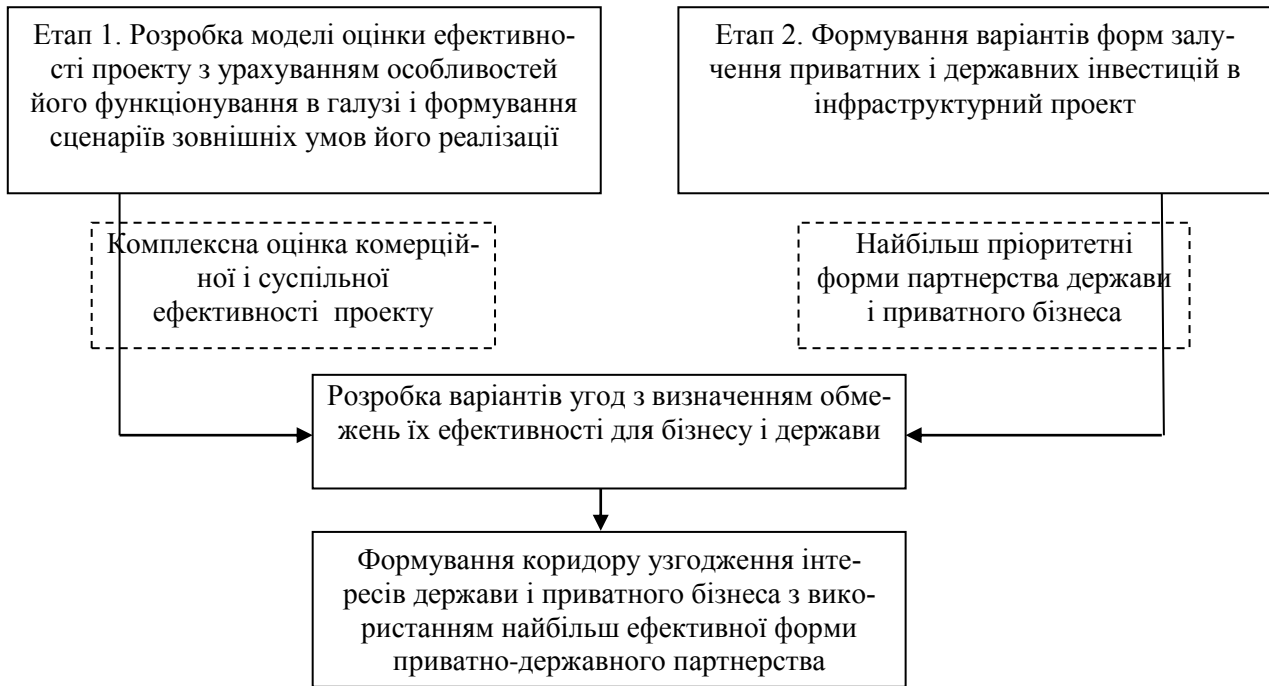 Етап 1. Розробка моделі оцінки ефективно-
сті проекту з урахуванням особливостей
його функціонування в галузі і формування
сценаріїв зовнішніх умов його реалізації
Етап 2. Формування варіантів форм залу-
чення приватних і державних інвестицій в
інфраструктурний проект
Комплексна оцінка комерцій-
ної і суспільної
ефективності проекту
Найбільш пріоритетні
форми партнерства держави
і приватного бізнеса
Розробка варіантів угод з визначенням обме-
жень їх ефективності для бізнесу і держави
Формування коридору узгодження інте-
ресів держави і приватного бізнеса з вико-
ристанням найбільш ефективної форми
приватно-державного партнерства